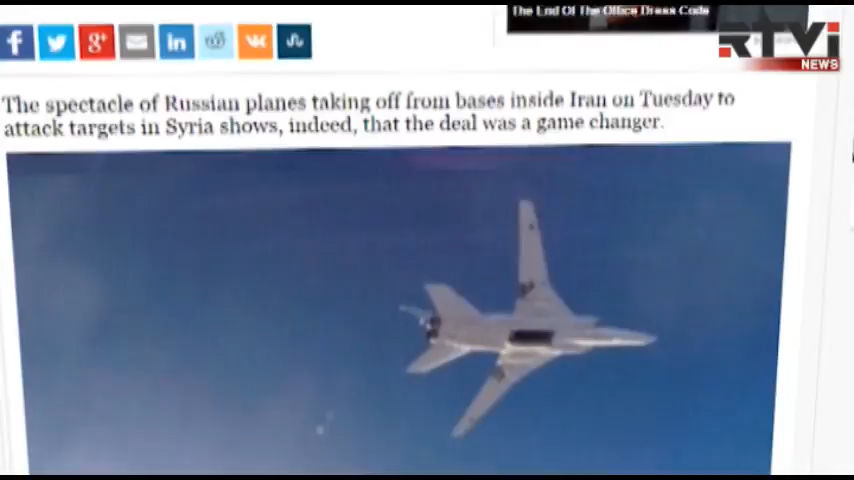 The End Of The Office Dress Code
RTVi
NEWS
f
g+
in
The spectacle of Russian planes taking off from bases inside Iran on Tuesday to
attack targets in Syria shows, indeed, that the deal was a game changer.